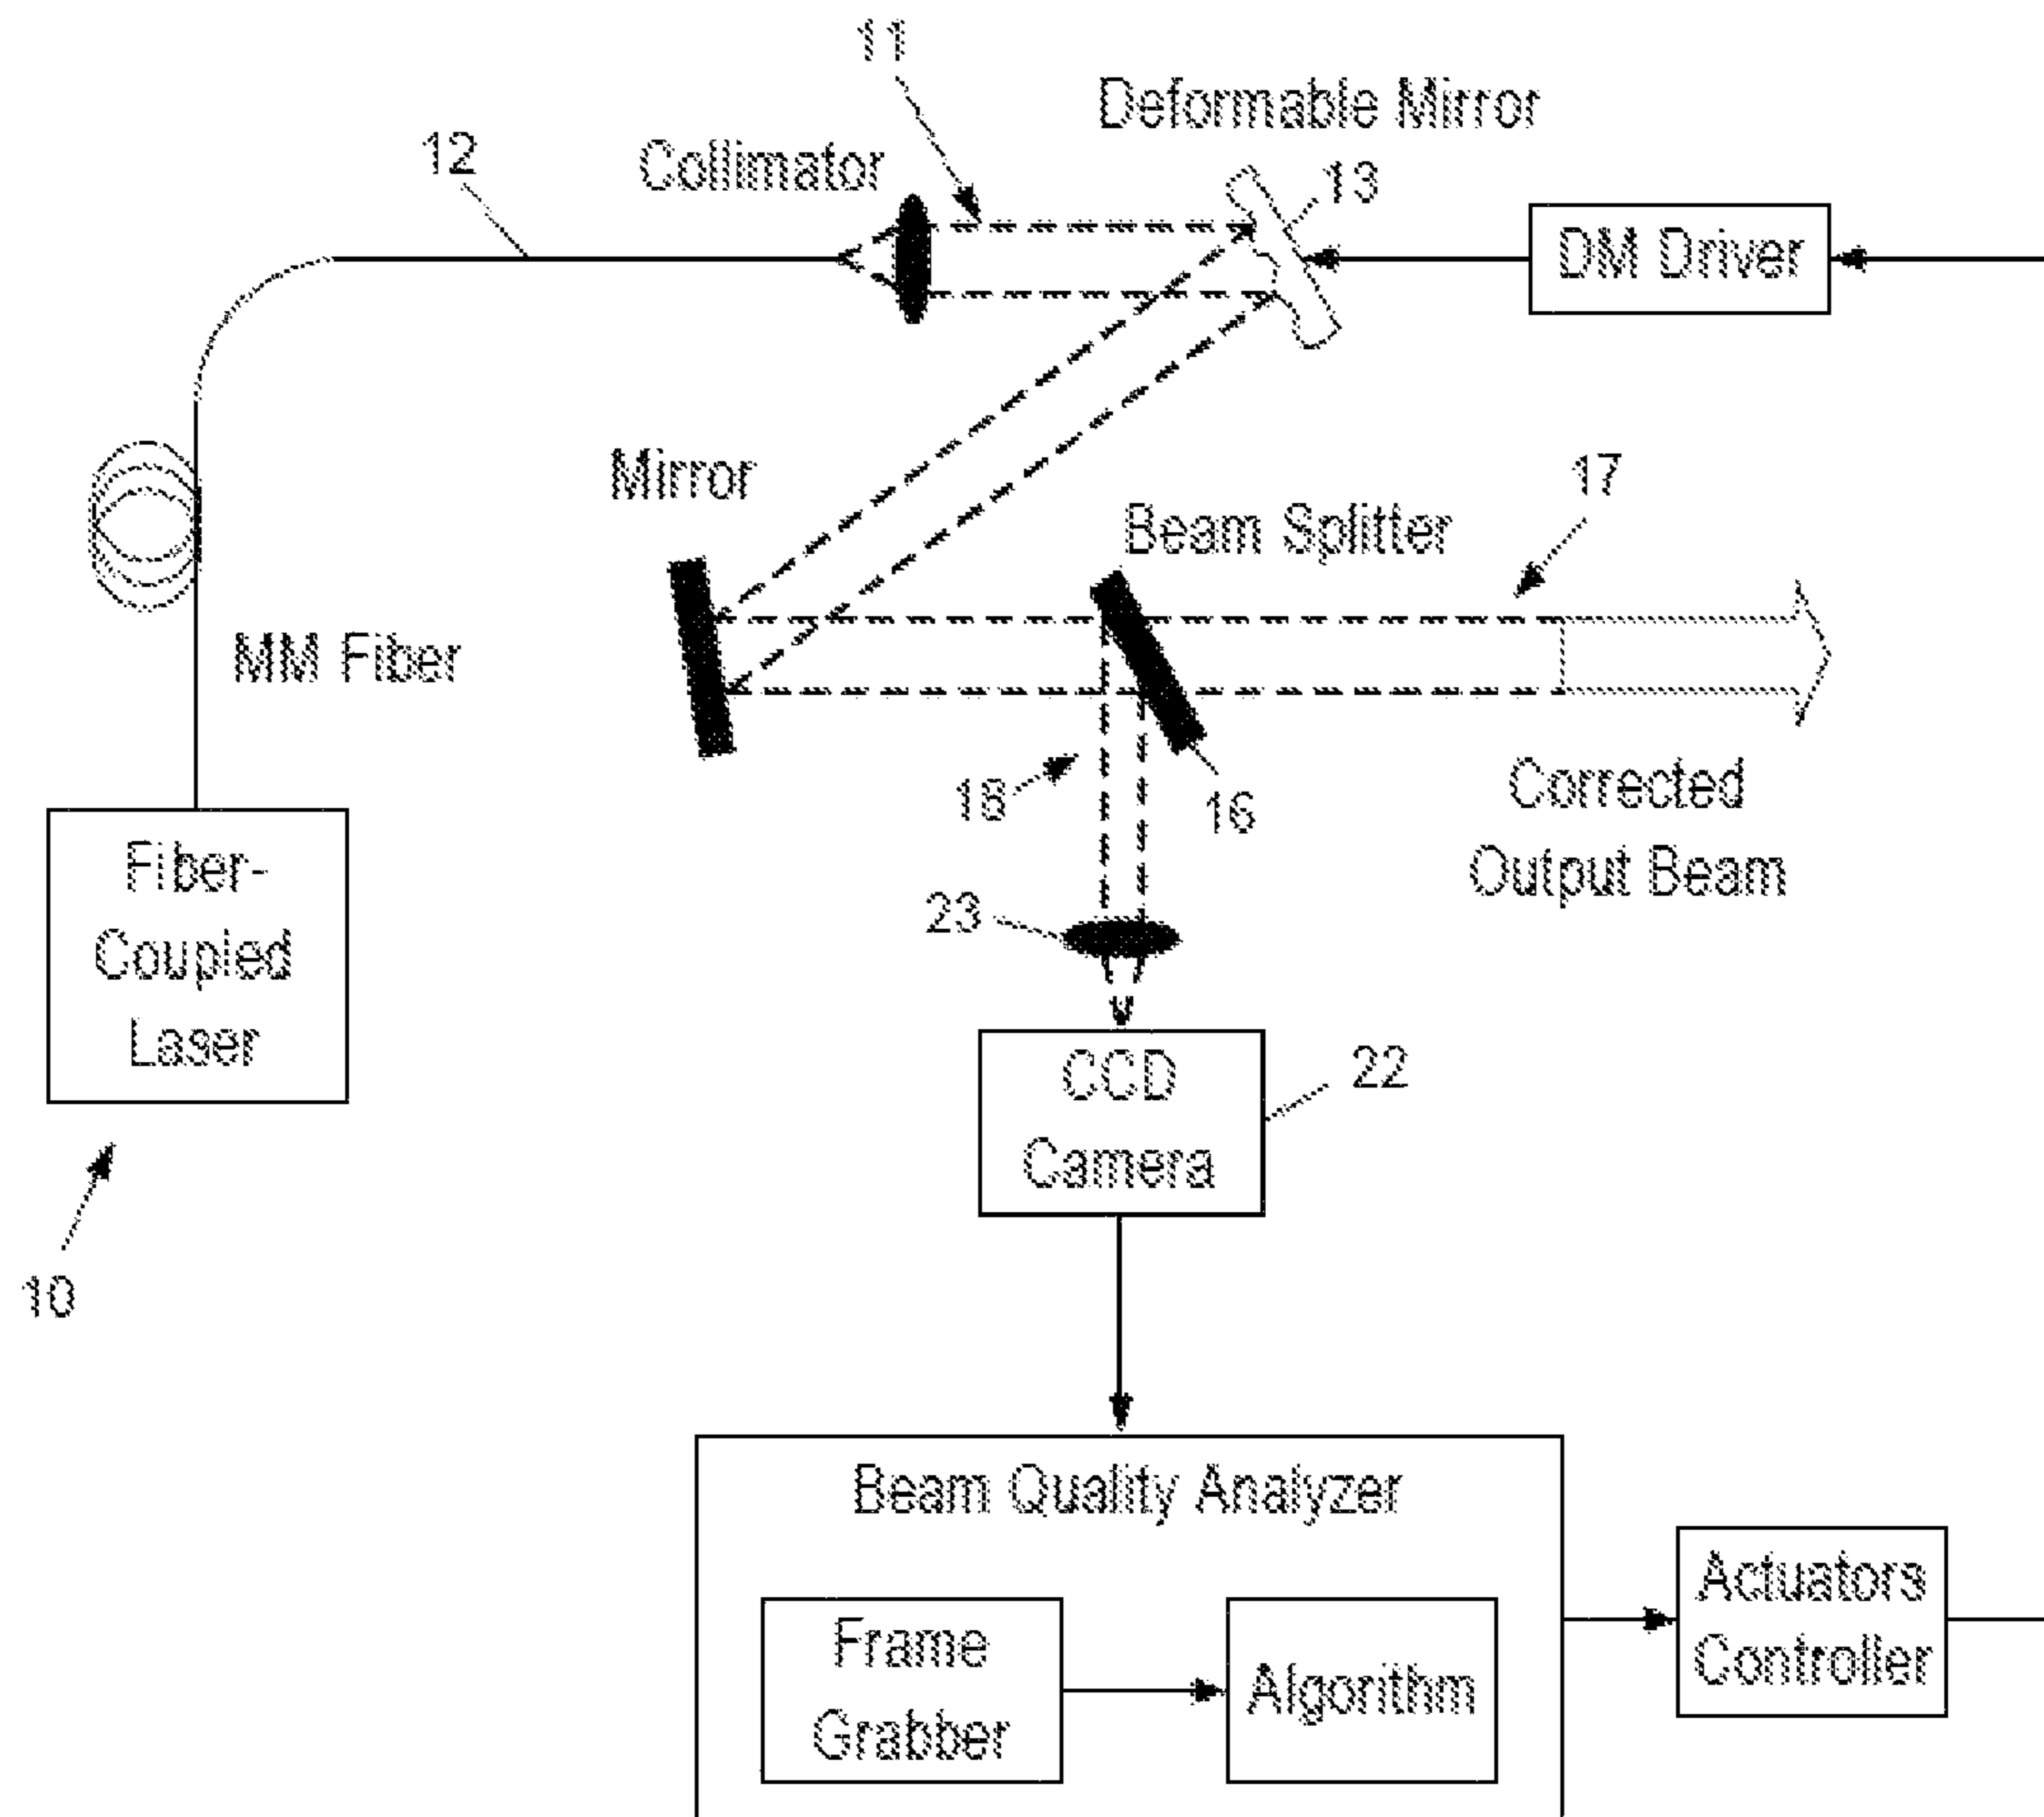 11
Deformable Mirror
12
Collimator
13
DM Driver
Mirror
17
Beam Splitter
MM Fiber
18
16
Corrected
Output Beam
Fiber-
Coupled
Laser
23
CCD
Camera
22
10
Beam Quality Analyzer
Actuators
Controller
Frame
Grabber
Algorithm